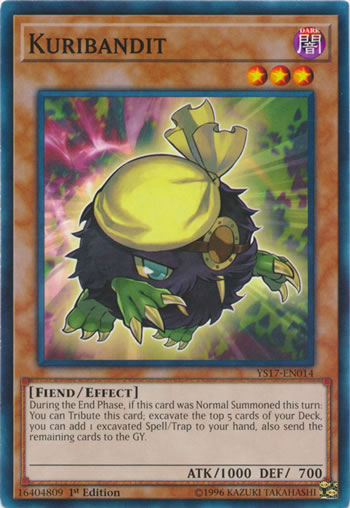 KURIBANDIT
DARK
闇
YS17-EN014
[FIEND/EFFECT]
During the End Phase, if this card was Normal Summoned this turn:
You can Tribute this card; excavate the top 5 cards of your Deck,
you can add 1 excavated Spell/Trap to your hand, also send the
remaining cards to the GY.
ATK/1000 DEF/ 700
16404809 1st Edition ©1996 KAZUKI TAKAHASHI